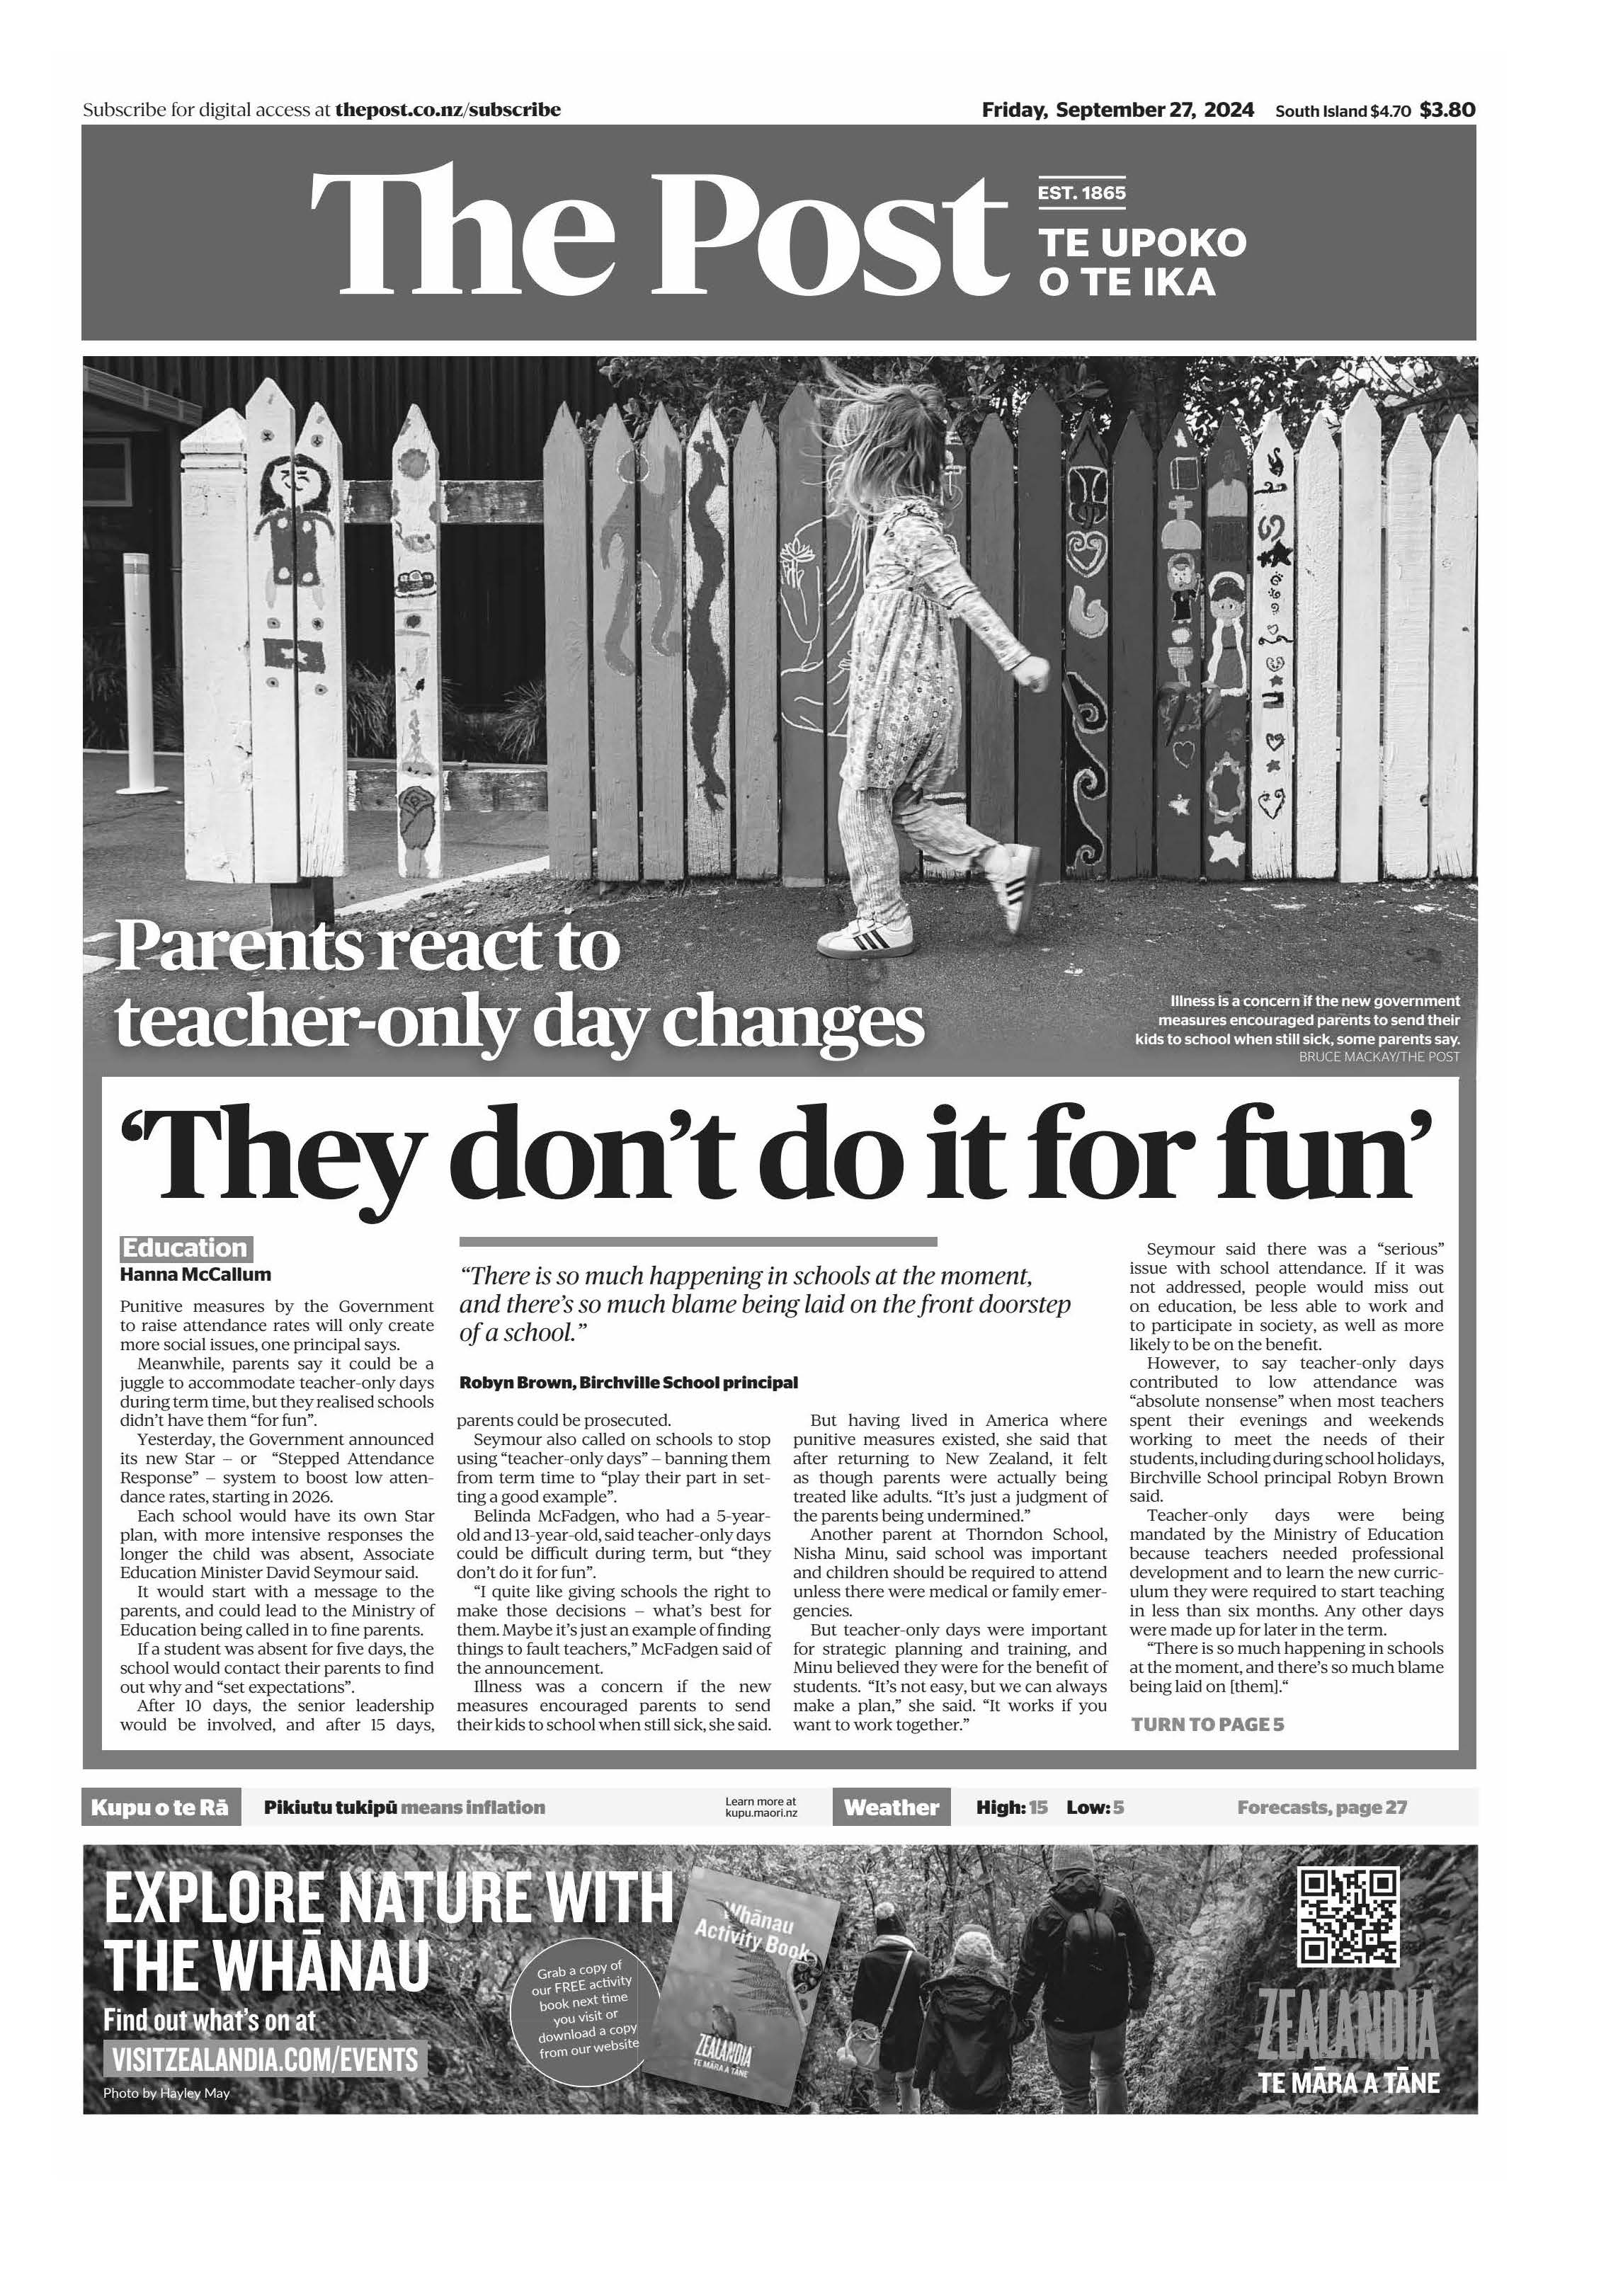 Subscribe for digital access at thepost.co.nz/subscribe
Friday, September 27, 2024 South Island $4.70 $3.80
The Post
EST. 1865
TE UPOKO
O TE IKA
Parents react to
teacher-only day changes
Illness is a concern if the new government
measures encouraged parents to send their
kids to school when still sick, some parents say.
BRUCE MACKAY/THE POST
‘They don’t do it for fun’
Education
Hanna McCallum
Punitive measures by the Government
to raise attendance rates will only create
more social issues, one principal says.
Meanwhile, parents say it could be a
juggle to accommodate teacher-only days
during term time, but they realised schools
didn’t have them “for fun”.
Yesterday, the Government announced
its new Star – or “Stepped Attendance
Response” – system to boost low atten-
dance rates, starting in 2026.
Each school would have its own Star
plan, with more intensive responses the
longer the child was absent, Associate
Education Minister David Seymour said.
It would start with a message to the
parents, and could lead to the Ministry of
Education being called in to fine parents.
If a student was absent for five days, the
school would contact their parents to find
out why and “set expectations”.
After 10 days, the senior leadership
would be involved, and after 15 days,
“There is so much happening in schools at the moment,
and there’s so much blame being laid on the front doorstep
of a school.”
Robyn Brown, Birchville School principal
parents could be prosecuted.
Seymour also called on schools to stop
using “teacher-only days” – banning them
from term time to “play their part in set-
ting a good example”.
Belinda McFadgen, who had a 5-year-
old and 13-year-old, said teacher-only days
could be difficult during term, but “they
don’t do it for fun”.
“I quite like giving schools the right to
make those decisions – what’s best for
them. Maybe it’s just an example of finding
things to fault teachers,” McFadgen said of
the announcement.
Illness was a concern if the new
measures encouraged parents to send
their kids to school when still sick, she said.
But having lived in America where
punitive measures existed, she said that
after returning to New Zealand, it felt
as though parents were actually being
treated like adults. “It’s just a judgment of
the parents being undermined.”
Another parent at Thorndon School,
Nisha Minu, said school was important
and children should be required to attend
unless there were medical or family emer-
gencies.
But teacher-only days were important
for strategic planning and training, and
Minu believed they were for the benefit of
students. “It’s not easy, but we can always
make a plan,” she said. “It works if you
want to work together.”
Seymour said there was a “serious”
issue with school attendance. If it was
not addressed, people would miss out
on education, be less able to work and
to participate in society, as well as more
likely to be on the benefit.
However, to say teacher-only days
contributed to low attendance was
“absolute nonsense” when most teachers
spent their evenings and weekends
working to meet the needs of their
students, including during school holidays,
Birchville School principal Robyn Brown
said.
Teacher-only days were being
mandated by the Ministry of Education
because teachers needed professional
development and to learn the new curric-
ulum they were required to start teaching
in less than six months. Any other days
were made up for later in the term.
“There is so much happening in schools
at the moment, and there’s so much blame
being laid on [them].“
TURN TO PAGE 5
Kupu o te Rā
Pikiutu tukipū means inflation
Learn more at
kupu.maori.nz
Weather
High: 15 Low: 5
Forecasts, page 27
EXPLORE NATURE WITH
THE WHĀNAU
Find out what’s on at
VISITZEALANDIA.COM/EVENTS
Photo by Hayley May
Grab a copy of
our FREE activity
book next time
you visit or
download a copy
from our website
Whānau
Activity Book
ZEALANDIA
TE MĀRA A TĀNE
ZEALANDIA
TE MĀRA A TĀNE